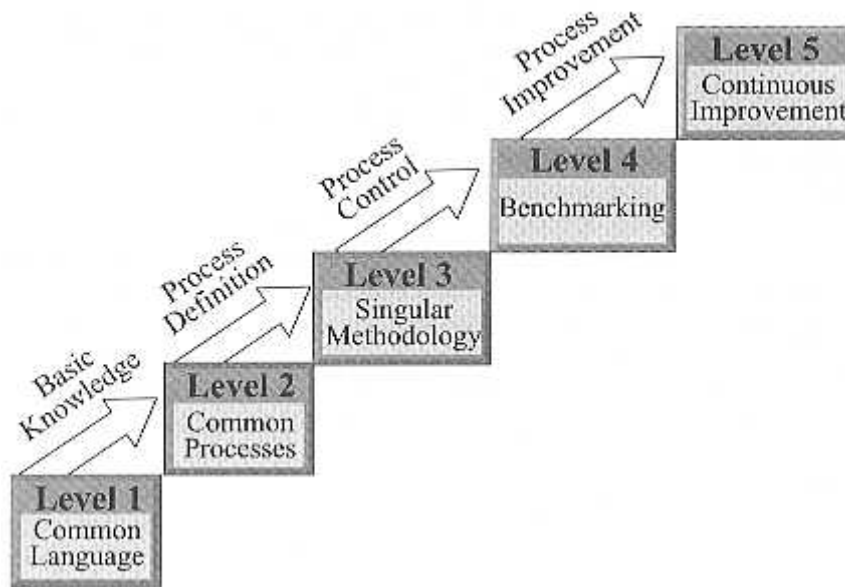 Level 5
Continuous
Improvement
Process
Improvement
Level 4
Benchmarking
Process
Control
Level 3
Singular
Methodology
Process
Definition
Level 2
Common
Processes
Basic
Knowledge
Level 1
Common
Language